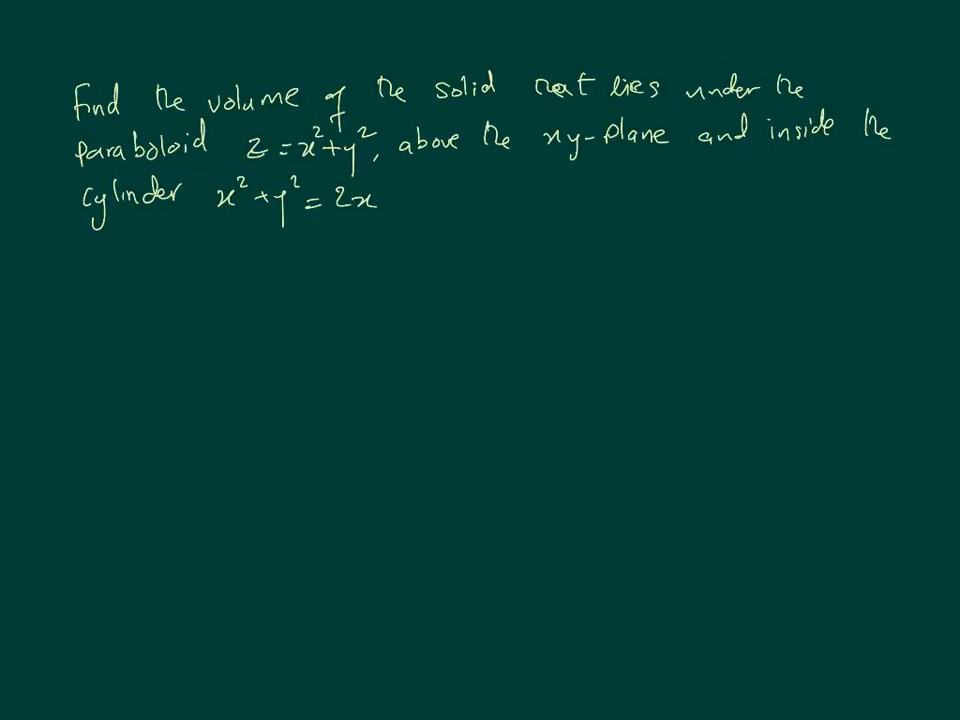 Find the volume of the solid that lies under the
paraboloid z = x² + y², above the xy-plane and inside the
cylinder x² + y² = 2x